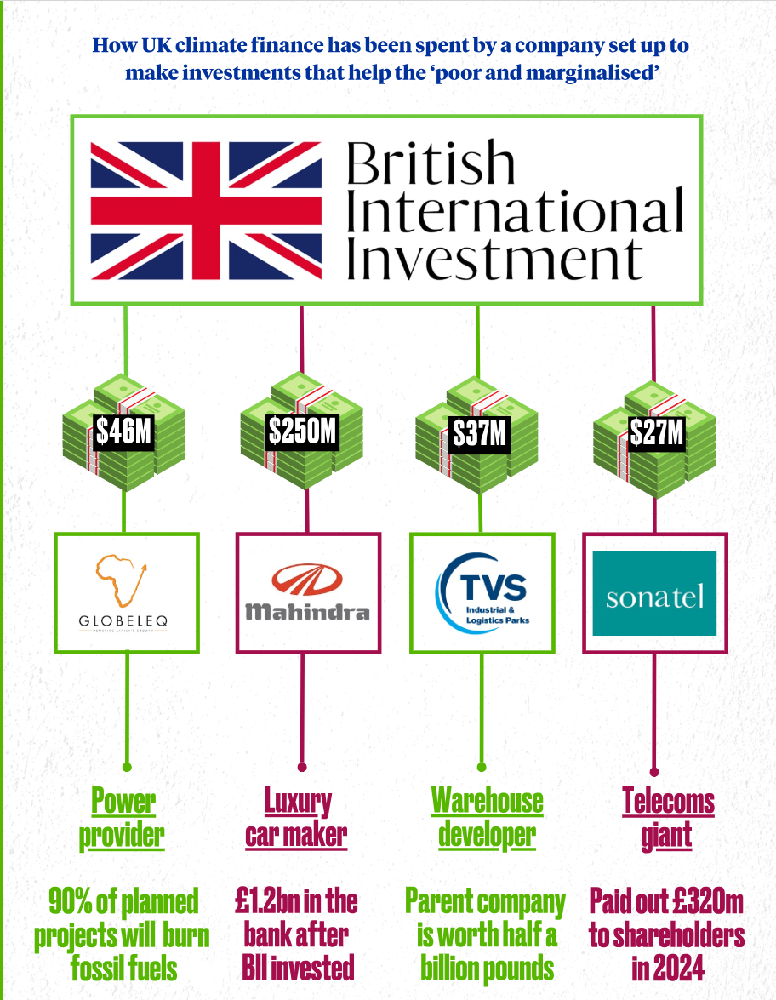 How UK climate finance has been spent by a company set up to
make investments that help the ‘poor and marginalised’
British
International
Investment
$46M
$250M
$37M
$27M
GLOBELEQ
POWERING AFRICA'S GROWTH
Mahindra
TVS
Industrial &
Logistics Parks
sonatel
Power
provider
90% of planned
projects will burn
fossil fuels
Luxury
car maker
£1.2bn in the
bank after
BII invested
Warehouse
developer
Parent company
is worth half a
billion pounds
Telecoms
giant
Paid out £320m
to shareholders
in 2024